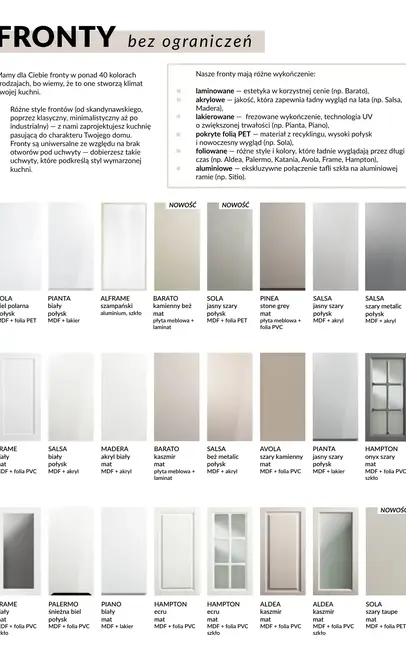 FRONTY bez ograniczeń
Mamy dla Ciebie fronty w ponad 40 kolorach
rodzajach, bo wiemy, że to one stworzą klimat
wojej kuchni.
Różne style frontów (od skandynawskiego,
poprzez klasyczny, minimalistyczny aż po
industrialny) — z nami zaprojektujesz kuchnię
pasującą do charakteru Twojego domu.
Fronty są uniwersalne ze względu na brak
otworów pod uchwyty — dobierzesz takie
uchwyty, które podkreślą styl wymarzonej
kuchni.
Nasze fronty mają różne wykończenie:
laminowane — estetyka w korzystnej cenie (np. Barato),
akrylowe — jakość, która zapewnia ładny wygląd na lata (np. Salsa,
Madera),
lakierowane — frezowane wykończenie, technologia UV
o zwiększonej trwałości (np. Pianta, Piano),
pokryte folią PET — materiał z recyklingu, wysoki połysk
i nowoczesny wygląd (np. Sola),
foliowane — różne style i kolory, które ładnie wyglądają przez długi
czas (np. Aldea, Palermo, Katania, Avola, Frame, Hampton),
aluminiowe — ekskluzywne połączenie tafli szkła na aluminiowej
ramie (np. Sitio).
NOWOŚĆ
NOWOŚĆ
OLA
iel polarna
ołysk
MDF + folia PET
PIANTA
biały
połysk
MDF + lakier
ALFRAME
szampański
aluminium, szkło
BARATO
kamienny beż
mat
płyta meblowa +
laminat
SOLA
jasny szary
połysk
MDF + folia PET
PINEA
stone grey
mat
płyta meblowa +
folia PVC
SALSA
jasny szary
połysk
MDF + akryl
SALSA
szary metalic
połysk
MDF + akryl
RAME
iały
mat
MDF + folia PVC
SALSA
biały
połysk
MDF + akryl
MADERA
akryl biały
mat
MDF + akryl
BARATO
kaszmir
mat
płyta meblowa +
laminat
SALSA
beż metalic
połysk
MDF + akryl
AVOLA
szary kamienny
mat
MDF + folia PVC
PIANTA
jasny szary
połysk
MDF + lakier
HAMPTON
onyx szary
mat
MDF + folia PVC
szkło
NOWOŚĆ
RAME
iały
mat
MDF + folia PVC
zkło
PALERMO
śnieżna biel
połysk
MDF + folia PVC
PIANO
biały
mat
MDF + lakier
HAMPTON
ecru
mat
MDF + folia PVC
HAMPTON
ecru
mat
MDF + folia PVC
szkło
ALDEA
kaszmir
mat
MDF + folia PVC
ALDEA
kaszmir
mat
MDF + folia PVC
szkło
SOLA
szary taupe
mat
MDF + folia PET